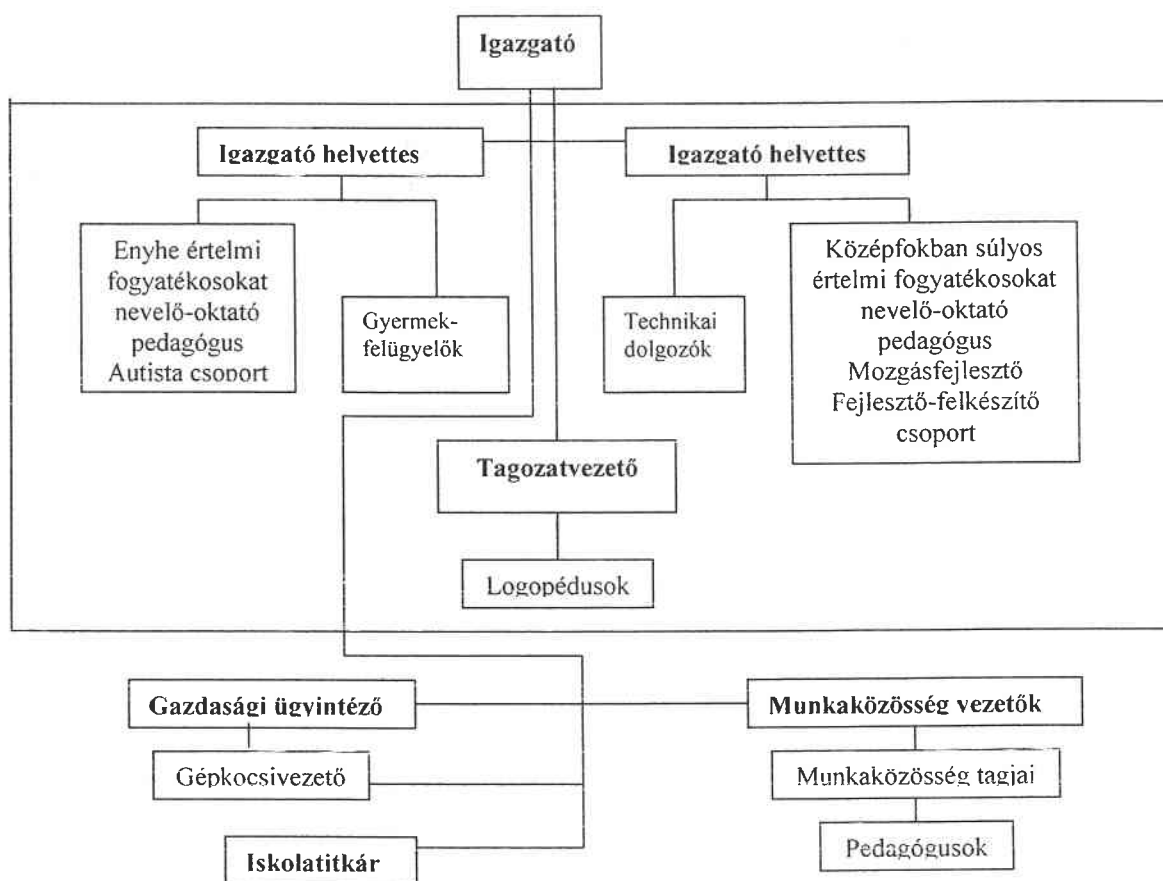 Igazgató
Igazgató helyettes
Igazgató helyettes
Enyhe értelmi
fogyatékosokat
nevelő-oktató
pedagógus
Autista csoport
Gyermek-
felügyelők
Technikai
dolgozók
Középfokban súlyos
értelmi fogyatékosokat
nevelő-oktató
pedagógus
Mozgásfejlesztő
Fejlesztő-felkészítő
csoport
Tagozatvezető
Logopédusok
Gazdasági ügyintéző
Munkaközösség vezetők
Gépkocsivezető
Munkaközösség tagjai
Iskolatitkár
Pedagógusok